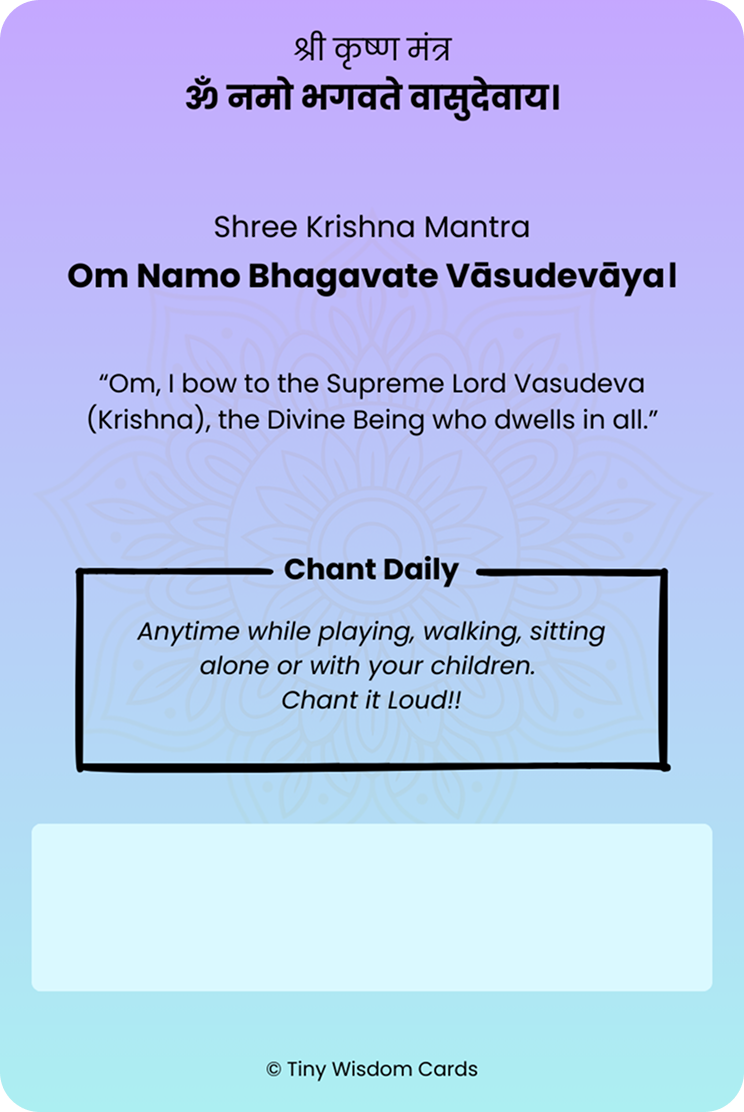 श्री कृष्ण मंत्र
ॐ नमो भगवते वासुदेवाय।
Shree Krishna Mantra
Om Namo Bhagavate Vāsudevāya।
“Om, I bow to the Supreme Lord Vasudeva
(Krishna), the Divine Being who dwells in all.”
Chant Daily
Anytime while playing, walking, sitting
alone or with your children.
Chant it Loud!!
© Tiny Wisdom Cards